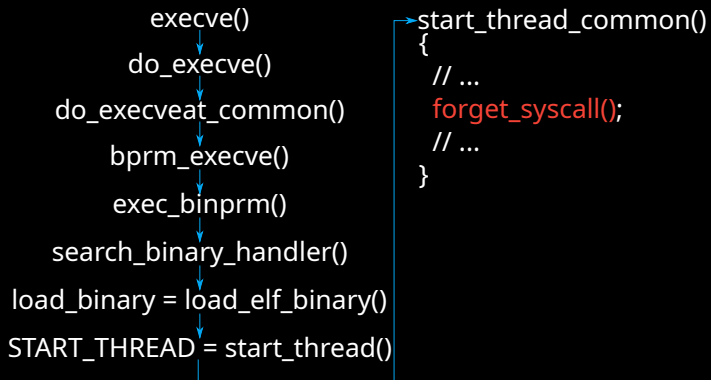 execve()
do_execve()
do_execveat_common()
bprm_execve()
exec_binprm()
search_binary_handler()
load_binary = load_elf_binary()
START_THREAD = start_thread()
start_thread_common()
{
// ...
forget_syscall();
// ...
}